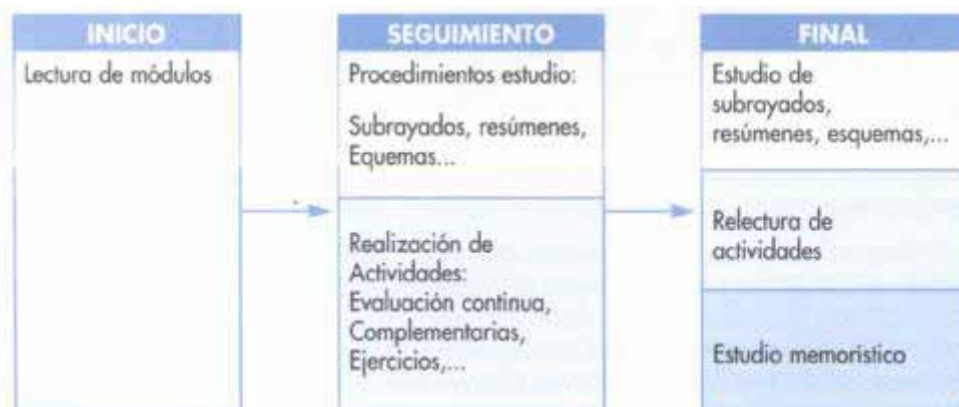 INICIO
Lectura de módulos
SEGUIMIENTO
Procedimientos estudio:
Subrayados, resúmenes,
Equemas...
Realización de
Actividades:
Evaluación continua,
Complementarias,
Ejercicios,...
FINAL
Estudio de
subrayados,
resúmenes, esquemas,...
Relectura de
actividades
Estudio memorístico